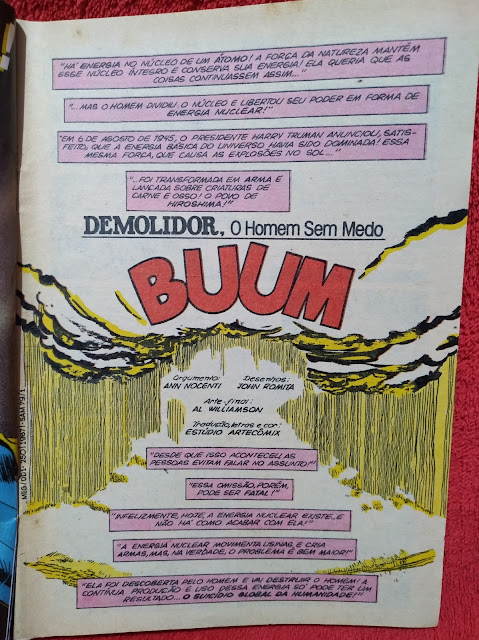 "HÁ ENERGIA NO NÚCLEO DE UM ÁTOMO! A FORÇA DA NATUREZA MANTÉM
ESSE NÚCLEO ÍNTEGRO E CONSERVA SUA ENERGIA! ELA QUERIA QUE AS
COISAS CONTINUASSEM ASSIM..."
"... MAS O HOMEM DIVIDIU O NÚCLEO E LIBERTOU SEU PODER EM FORMA DE
ENERGIA NUCLEAR!"
"EM 6 DE AGOSTO DE 1945, O PRESIDENTE HARRY TRUMAN ANUNCIOU, SATIS-
FEITO, QUE A ENERGIA BÁSICA DO UNIVERSO HAVIA SIDO DOMINADA! ESSA
MESMA FORÇA, QUE CAUSA AS EXPLOSÕES NO SOL..."
"...FOI TRANSFORMADA EM ARMA E
LANÇADA SOBRE CRIATURAS DE
CARNE E OSSO! O POVO DE
HIROSHIMA!"
DEMOLIDOR, O Homem Sem Medo
BUUM
Argumento:
ANN NOCENTI
Desenhos:
JOHN ROMITA
Arte-final:
AL WILLIAMSON
Tradução, letras e cor:
ESTÚDIO ARTECOMIX
"DESDE QUE ISSO ACONTECEU, AS
PESSOAS EVITAM FALAR NO ASSUNTO!"
"ESSA OMISSÃO, PORÉM,
PODE SER FATAL!"
"INFELIZMENTE, HOJE, A ENERGIA NUCLEAR EXISTE... E
NÃO HÁ COMO ACABAR COM ELA!"
"A ENERGIA NUCLEAR MOVIMENTA USINAS, E CRIA
ARMAS, MAS, NA VERDADE, O PROBLEMA É BEM MAIOR!"
"ELA FOI DESCOBERTA PELO HOMEM E VAI DESTRUIR O HOMEM! A
CONTÍNUA PRODUÇÃO E USO DESSA ENERGIA SÓ PODE TER UM
RESULTADO... O SUICÍDIO GLOBAL DA HUMANIDADE!"